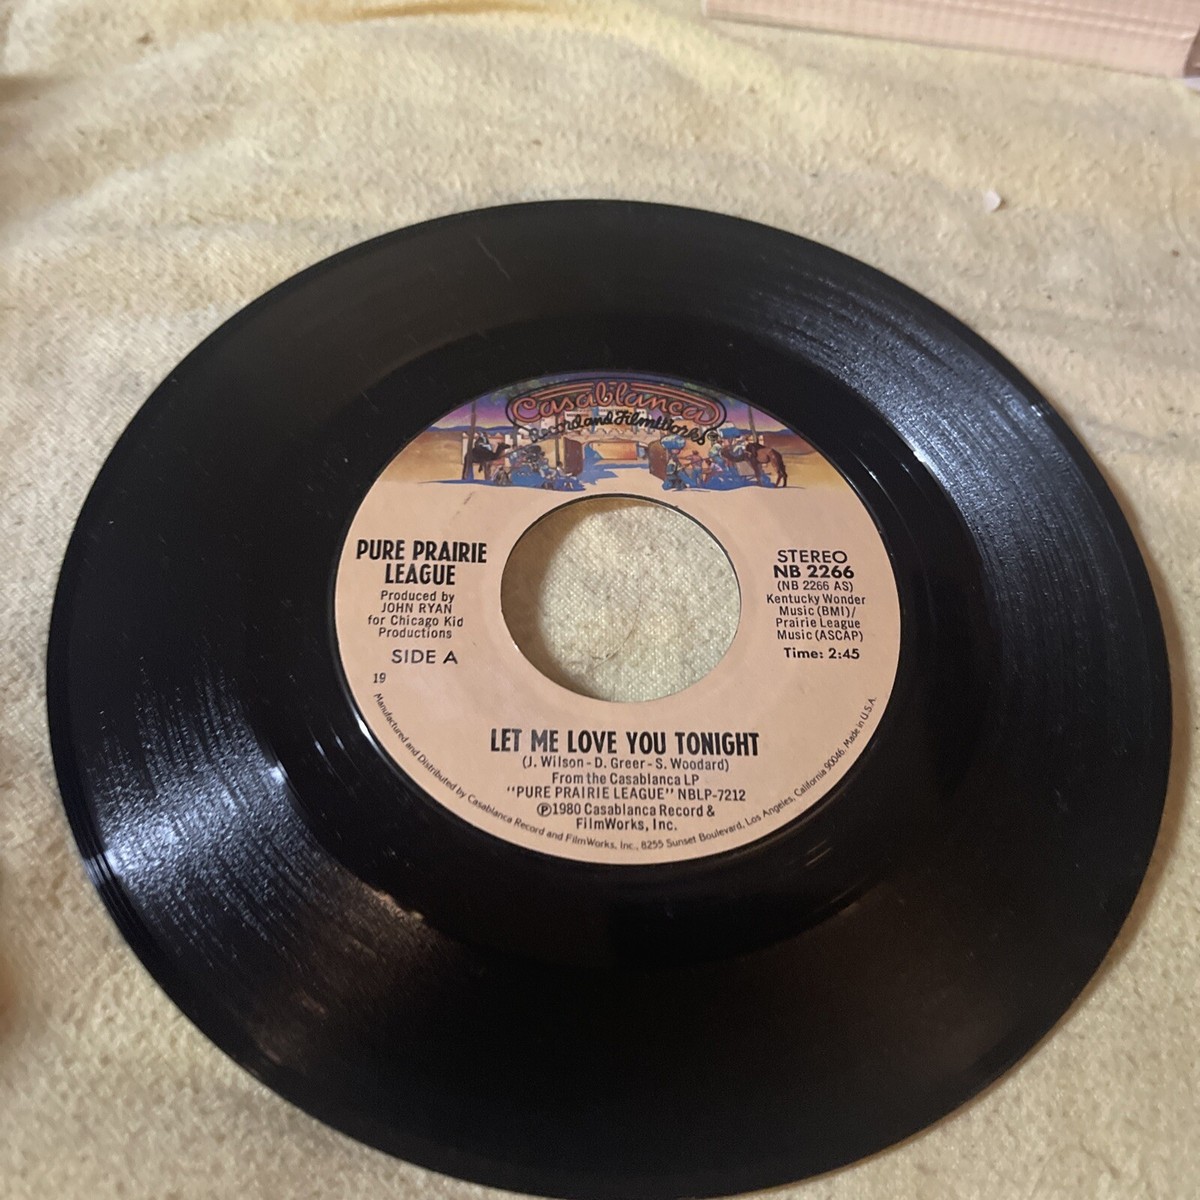 Casablanca
Record and FilmWorks
PURE PRAIRIE
LEAGUE
Produced by
JOHN RYAN
for Chicago Kid
Productions
SIDE A
19
STEREO
NB 2266
(NB 2266 AS)
Kentucky Wonder
Music (BMI)/
Prairie League
Music (ASCAP)
Time: 2:45
LET ME LOVE YOU TONIGHT
(J. Wilson - D. Greer - S. Woodard)
From the Casablanca LP
"PURE PRAIRIE LEAGUE" NBLP-7212
℗1980 Casablanca Record &
FilmWorks, Inc.
Manufactured and Distributed by Casablanca Record and FilmWorks, Inc., 8255 Sunset Boulevard, Los Angeles, California 90046. Made in U.S.A.